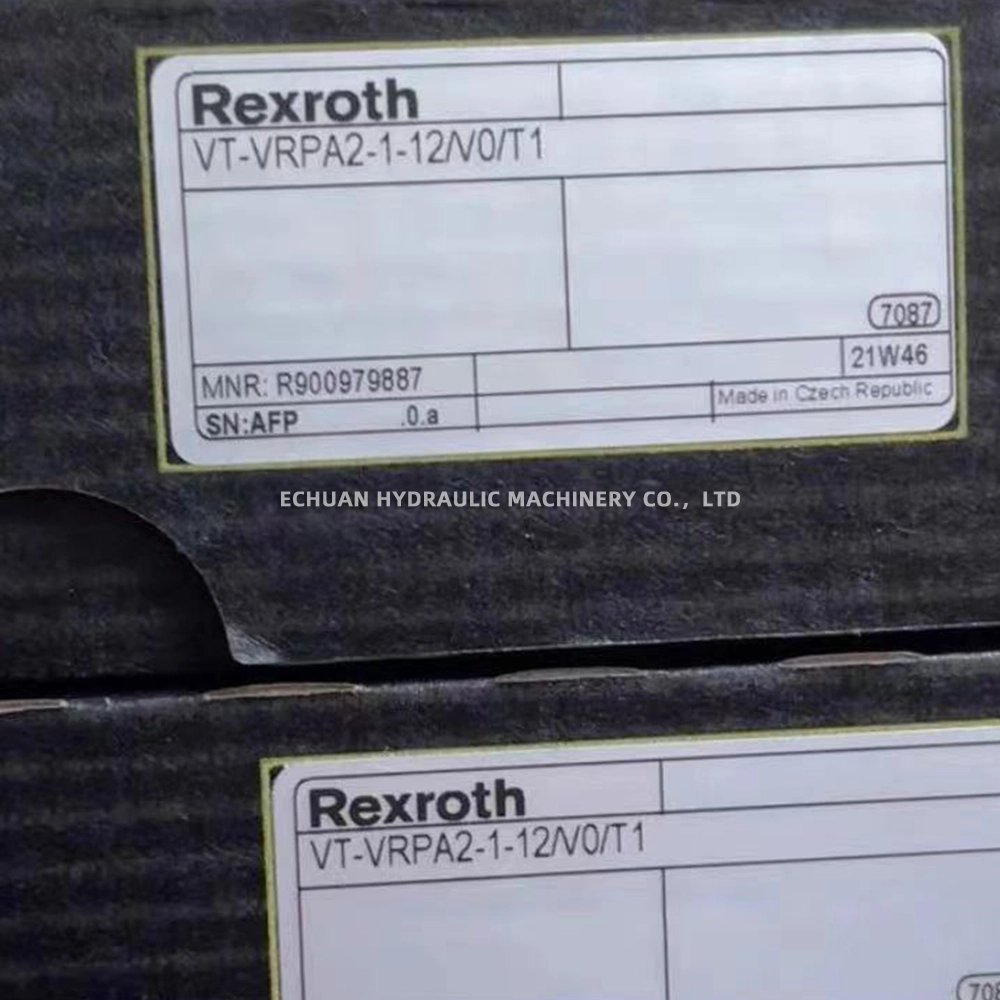 Rexroth
VT-VRPA2-1-12/V0/T1
7087
21W46
MNR: R900979887
Made in Czech Republic
SN:AFP .0.a
ECHUAN HYDRAULIC MACHINERY CO., LTD
Rexroth
VT-VRPA2-1-12/V0/T1